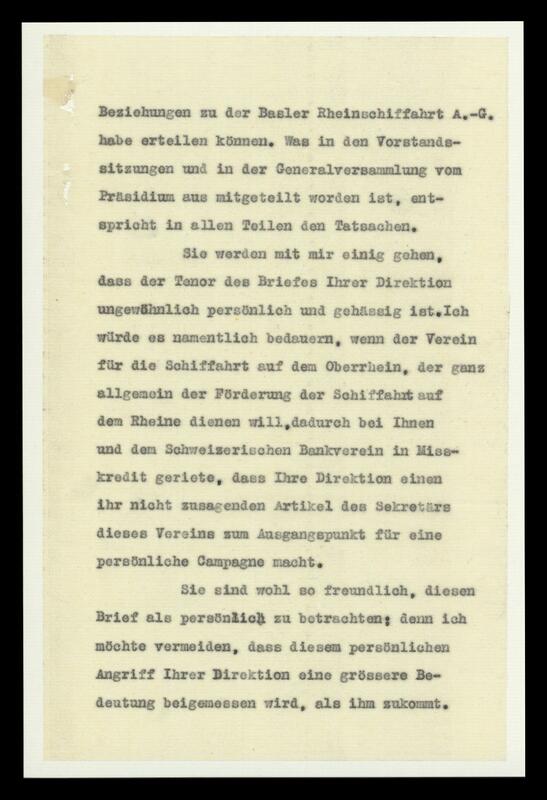 Beziehungen zu der Basler Rheinschiffahrt A.-G.
habe erteilen können. Was in den Vorstands-
sitzungen und in der Generalversammlung vom
Präsidium aus mitgeteilt worden ist, ent-
spricht in allen Teilen den Tatsachen.
Sie werden mit mir einig gehen,
dass der Tenor des Briefes Ihrer Direktion
ungewöhnlich persönlich und gehässig ist.Ich
würde es namentlich bedauern, wenn der Verein
für die Schiffahrt auf dem Oberrhein, der ganz
allgemein der Förderung der Schiffahrt auf
dem Rheine dienen will,dadurch bei Ihnen
und dem Schweizerischen Bankverein in Miss-
kredit geriete, dass Ihre Direktion einen
ihr nicht zusagenden Artikel des Sekretärs
dieses Vereins zum Ausgangspunkt für eine
persönliche Campagne macht.
Sie sind wohl so freundlich, diesen
Brief als persönlich zu betrachten; denn ich
möchte vermeiden, dass diesem persönlichen
Angriff Ihrer Direktion eine grössere Be-
deutung beigemessen wird, als ihm zukommt.